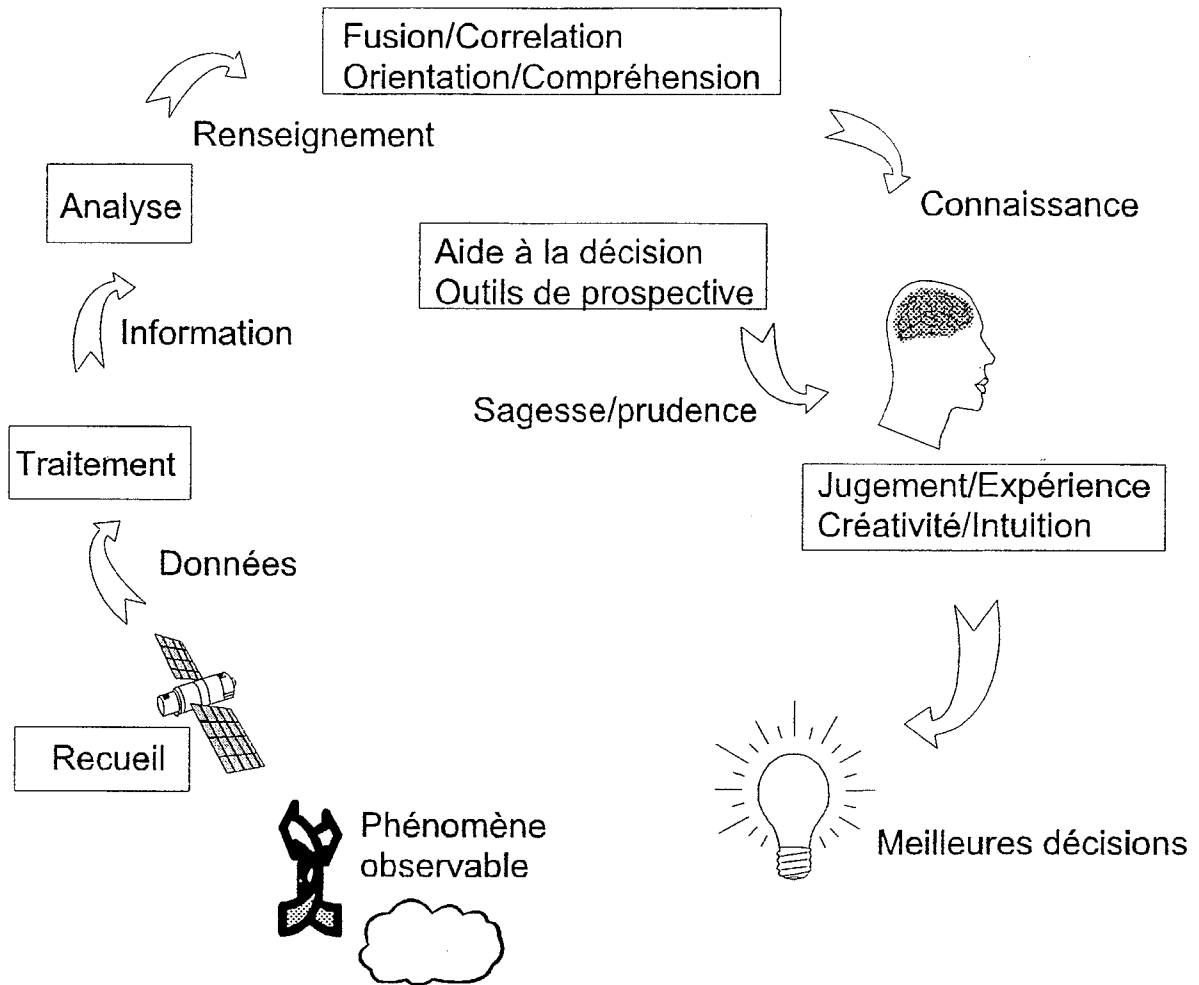 Fusion/Correlation
Orientation/Compréhension
Renseignement
Analyse
Connaissance
Aide à la décision
Outils de prospective
Information
Sagesse/prudence
Traitement
Jugement/Expérience
Créativité/Intuition
Données
Recueil
Phénomène
observable
Meilleures décisions